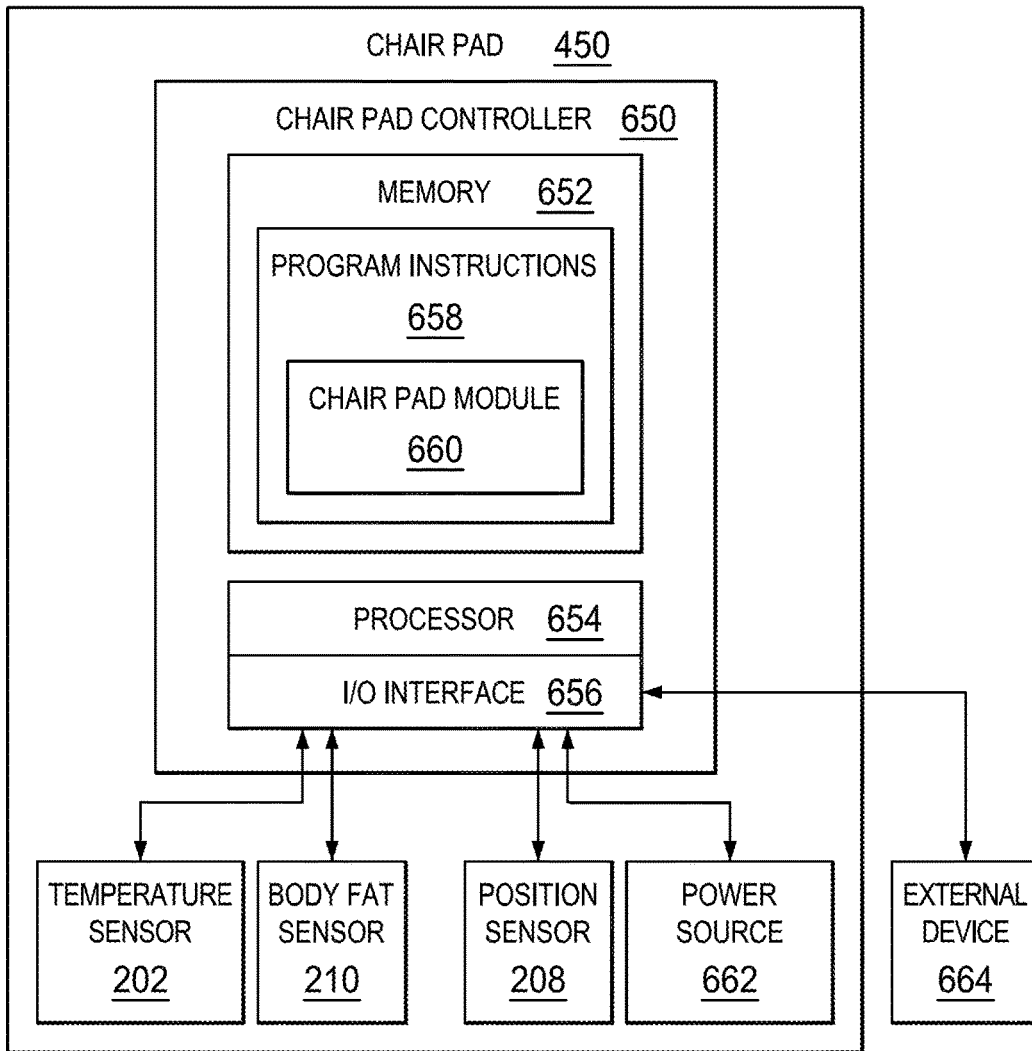 CHAIR PAD 450
CHAIR PAD CONTROLLER 650
MEMORY 652
PROGRAM INSTRUCTIONS
658
CHAIR PAD MODULE
660
PROCESSOR 654
I/O INTERFACE 656
TEMPERATURE
SENSOR
202
BODY FAT
SENSOR
210
POSITION
SENSOR
208
POWER
SOURCE
662
EXTERNAL
DEVICE
664